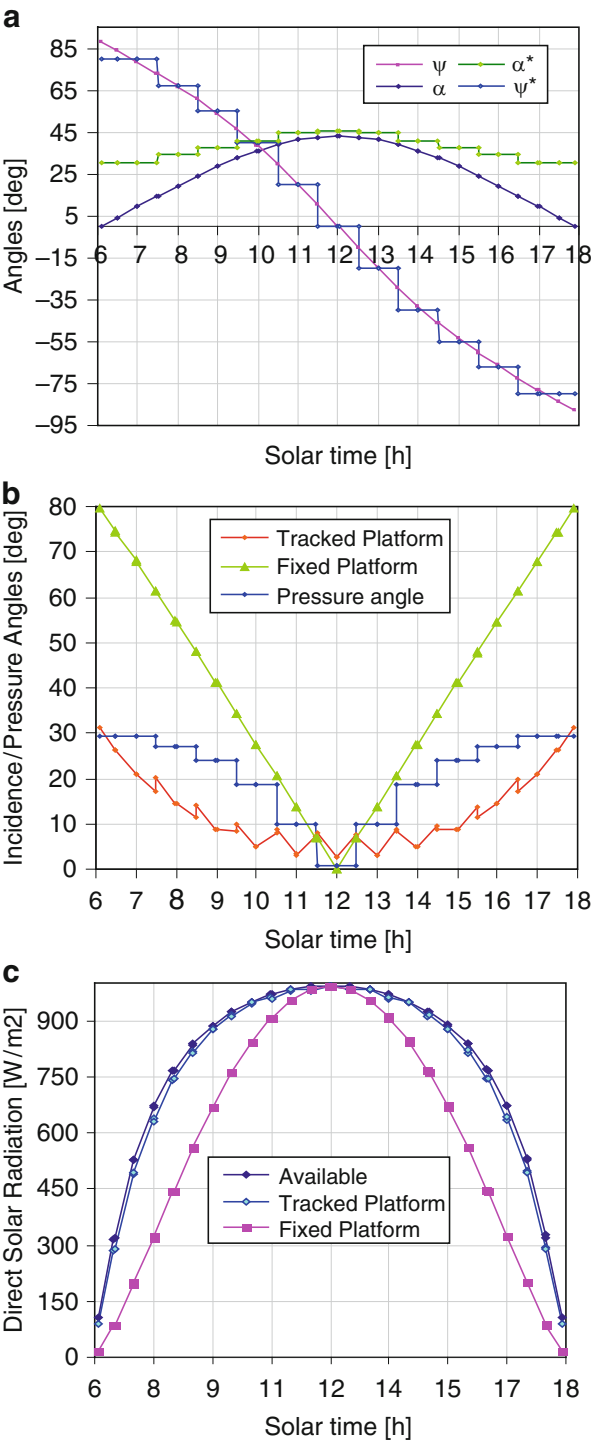 a
85
65
45
25
5
−15
−35
−55
−75
−95
Angles [deg]
ψ
α*
α
ψ*
6 7 8 9 10 11 12 13 14 15 16 17 18
Solar time [h]
b
80
70
60
50
40
30
20
10
0
Incidence/Pressure Angles [deg]
Tracked Platform
Fixed Platform
Pressure angle
6 7 8 9 10 11 12 13 14 15 16 17 18
Solar time [h]
c
900
750
600
450
300
150
0
Direct Solar Radiation [W/m2]
Available
Tracked Platform
Fixed Platform
6 8 9 11 12 14 15 17 18
Solar time [h]